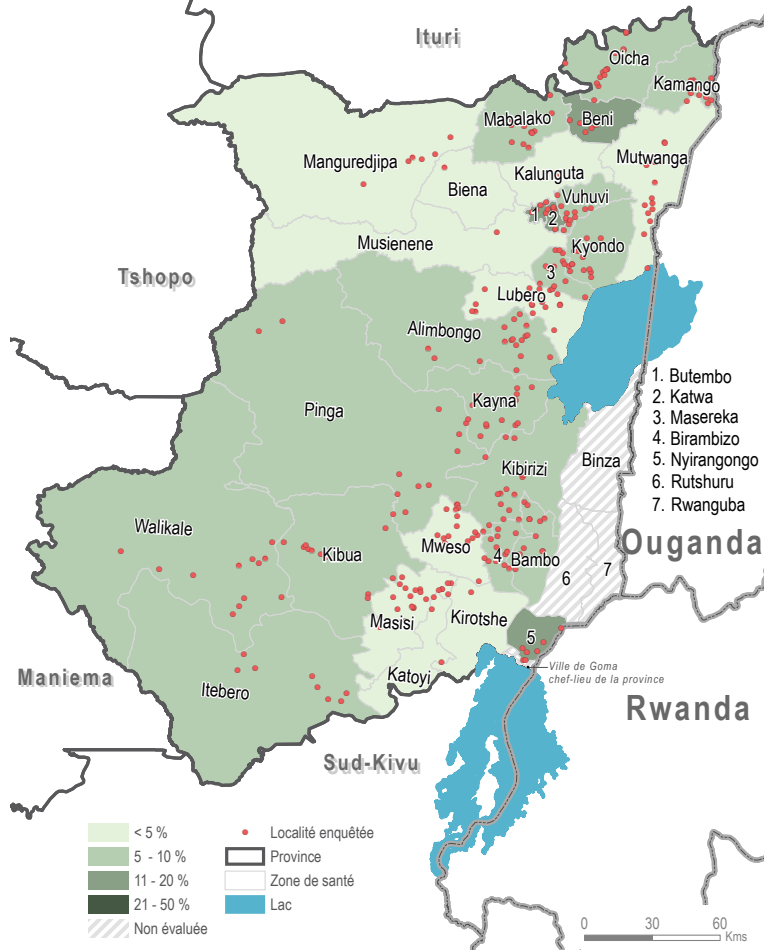 Ituri
Oicha
Kamango
Mabalako
Beni
Manguredjipa
Mutwanga
Kalunguta
Biena
Vuhuvi
1
2
Musienene
Kyondo
3
Tshopo
Lubero
Alimbongo
1. Butembo
2. Katwa
3. Masereka
4. Birambizo
5. Nyirangongo
6. Rutshuru
7. Rwanguba
Pinga
Kayna
Kibirizi
Binza
Walikale
Ouganda
Kibua
Mweso
4
Bambo
6
7
Masisi
Kirotshe
5
Maniema
Itebero
Katoyi
Ville de Goma
chef-lieu de la province
Rwanda
Sud-Kivu
< 5 %
5 - 10 %
11 - 20 %
21 - 50 %
Non évaluée
Localité enquêtée
Province
Zone de santé
Lac
0 30 60
Kms